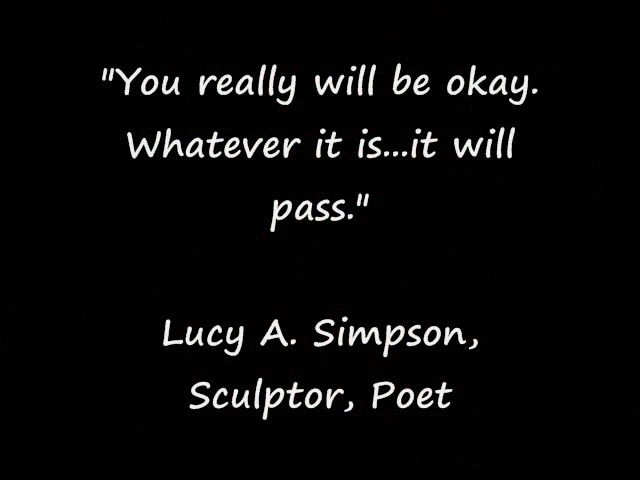 "You really will be okay.
Whatever it is...it will
pass."
Lucy A. Simpson,
Sculptor, Poet